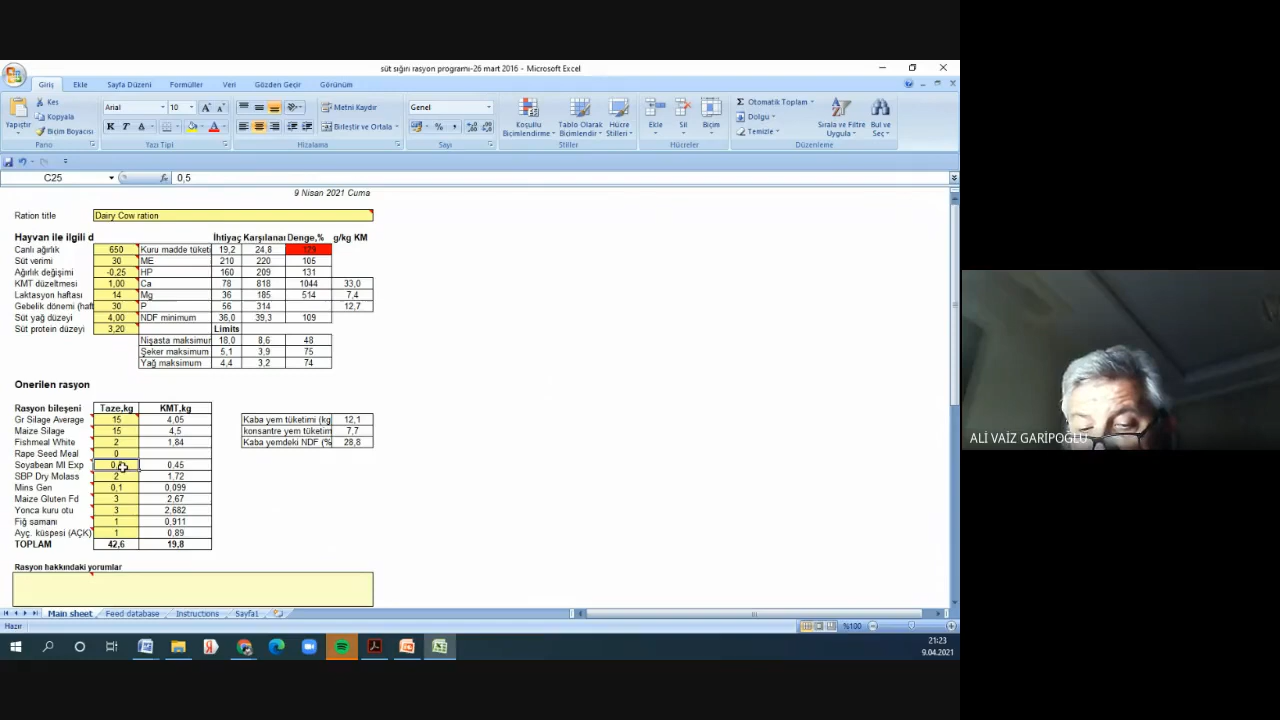 süt sığırı rasyon programı-26 mart 2016 - Microsoft Excel
Giriş Ekle Sayfa Düzeni Formüller Veri Gözden Geçir Görünüm
Yapıştır Kes Kopyala Biçim Boyacısı
Arial 10 Metni Kaydır Birleştir ve Ortala Genel
Koşullu Biçimlendirme Tablo Olarak Biçimlendir Hücre Stilleri Ekle Sil Biçim
Otomatik Toplam Dolgu Temizle Sırala ve Filtre Uygula Bul ve Seç
Pano Yazı Tipi Hizalama Sayı Stiller Hücreler Düzenleme
C25 fx 0,5
9 Nisan 2021 Cuma
Ration title Dairy Cow ration
Hayvan ile ilgili d İhtiyaç Karşılanan Denge,% g/kg KM
Canlı ağırlık 650 Kuru madde tüketi 19,2 24,8 129
Süt verimi 30 ME 210 220 105
Ağırlık değişimi -0,25 HP 160 209 131
KMT düzeltmesi 1,00 Ca 78 818 1044 33,0
Laktasyon haftası 14 Mg 36 185 514 7,4
Gebelik dönemi (haft 30 P 56 314 12,7
Süt yağ düzeyi 4,00 NDF minimum 36,0 39,3 109
Süt protein düzeyi 3,20 Limits
Nişasta maksimur 18,0 8,6 48
Şeker maksimum 5,1 3,9 75
Yağ maksimum 4,4 3,2 74
Onerilen rasyon
Rasyon bileşeni Taze,kg KMT,kg
Gr Silage Average 15 4,05 Kaba yem tüketimi (kg 12,1
Maize Silage 15 4,5 konsantre yem tüketim 7,7
Fishmeal White 2 1,84 Kaba yemdeki NDF (% 28,8
Rape Seed Meal 0
Soyabean Ml Exp 0,45
SBP Dry Molass 2 1,72
Mins Gen 0,1 0,099
Maize Gluten Fd 3 2,67
Yonca kuru otu 3 2,682
Fiğ samanı 1 0,911
Ayç. küspesi (AÇK) 1 0,89
TOPLAM 42,6 19,8
Rasyon hakkındaki yorumlar
Main sheet Feed database Instructions Sayfa1
Hazır %100
21:23
9.04.2021
ALİ VAİZ GARİPOĞLU